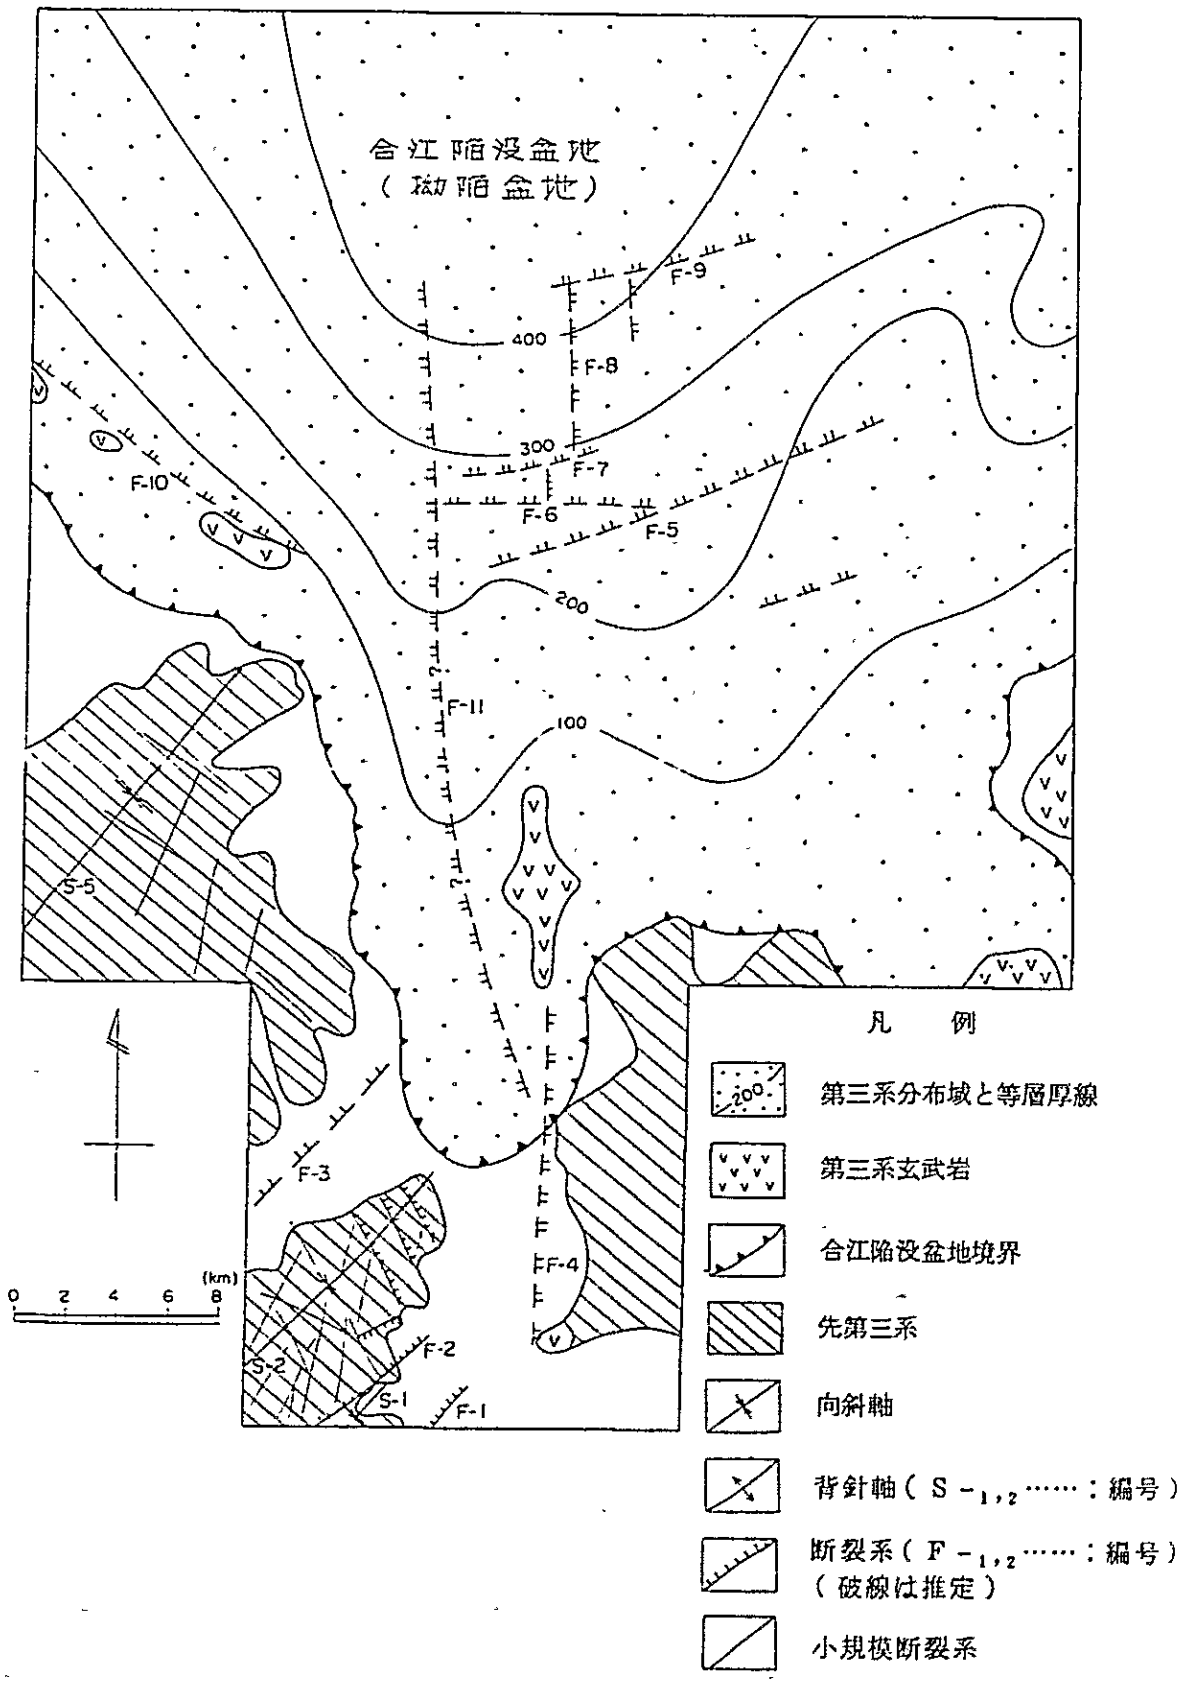 合江陥没盆地
(拗陥盆地)
F-9
400
F-8
300
F-7
F-10
F-6
F-5
200
?
F-11
100
S-5
?
F-3
F-4
(km)
0 2 4 6 8
F-2
S-2
S-1
F-1
凡 例
200
第三系分布域と等層厚線
第三系玄武岩
合江陥没盆地境界
先第三系
向斜軸
背針軸(S-1,2……:編号)
断裂系(F-1,2……:編号)
(破線は推定)
小規模断裂系